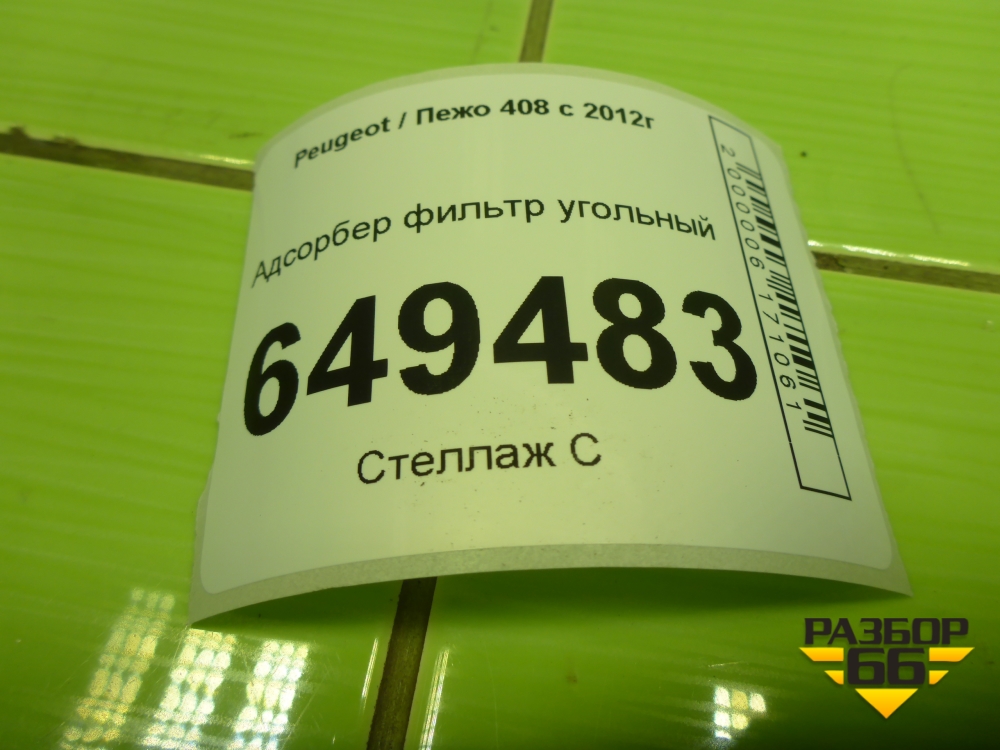 Peugeot / Пежо 408 с 2012г
Адсорбер фильтр угольный
649483
Стеллаж С
2000006171061
РАЗБОР
66